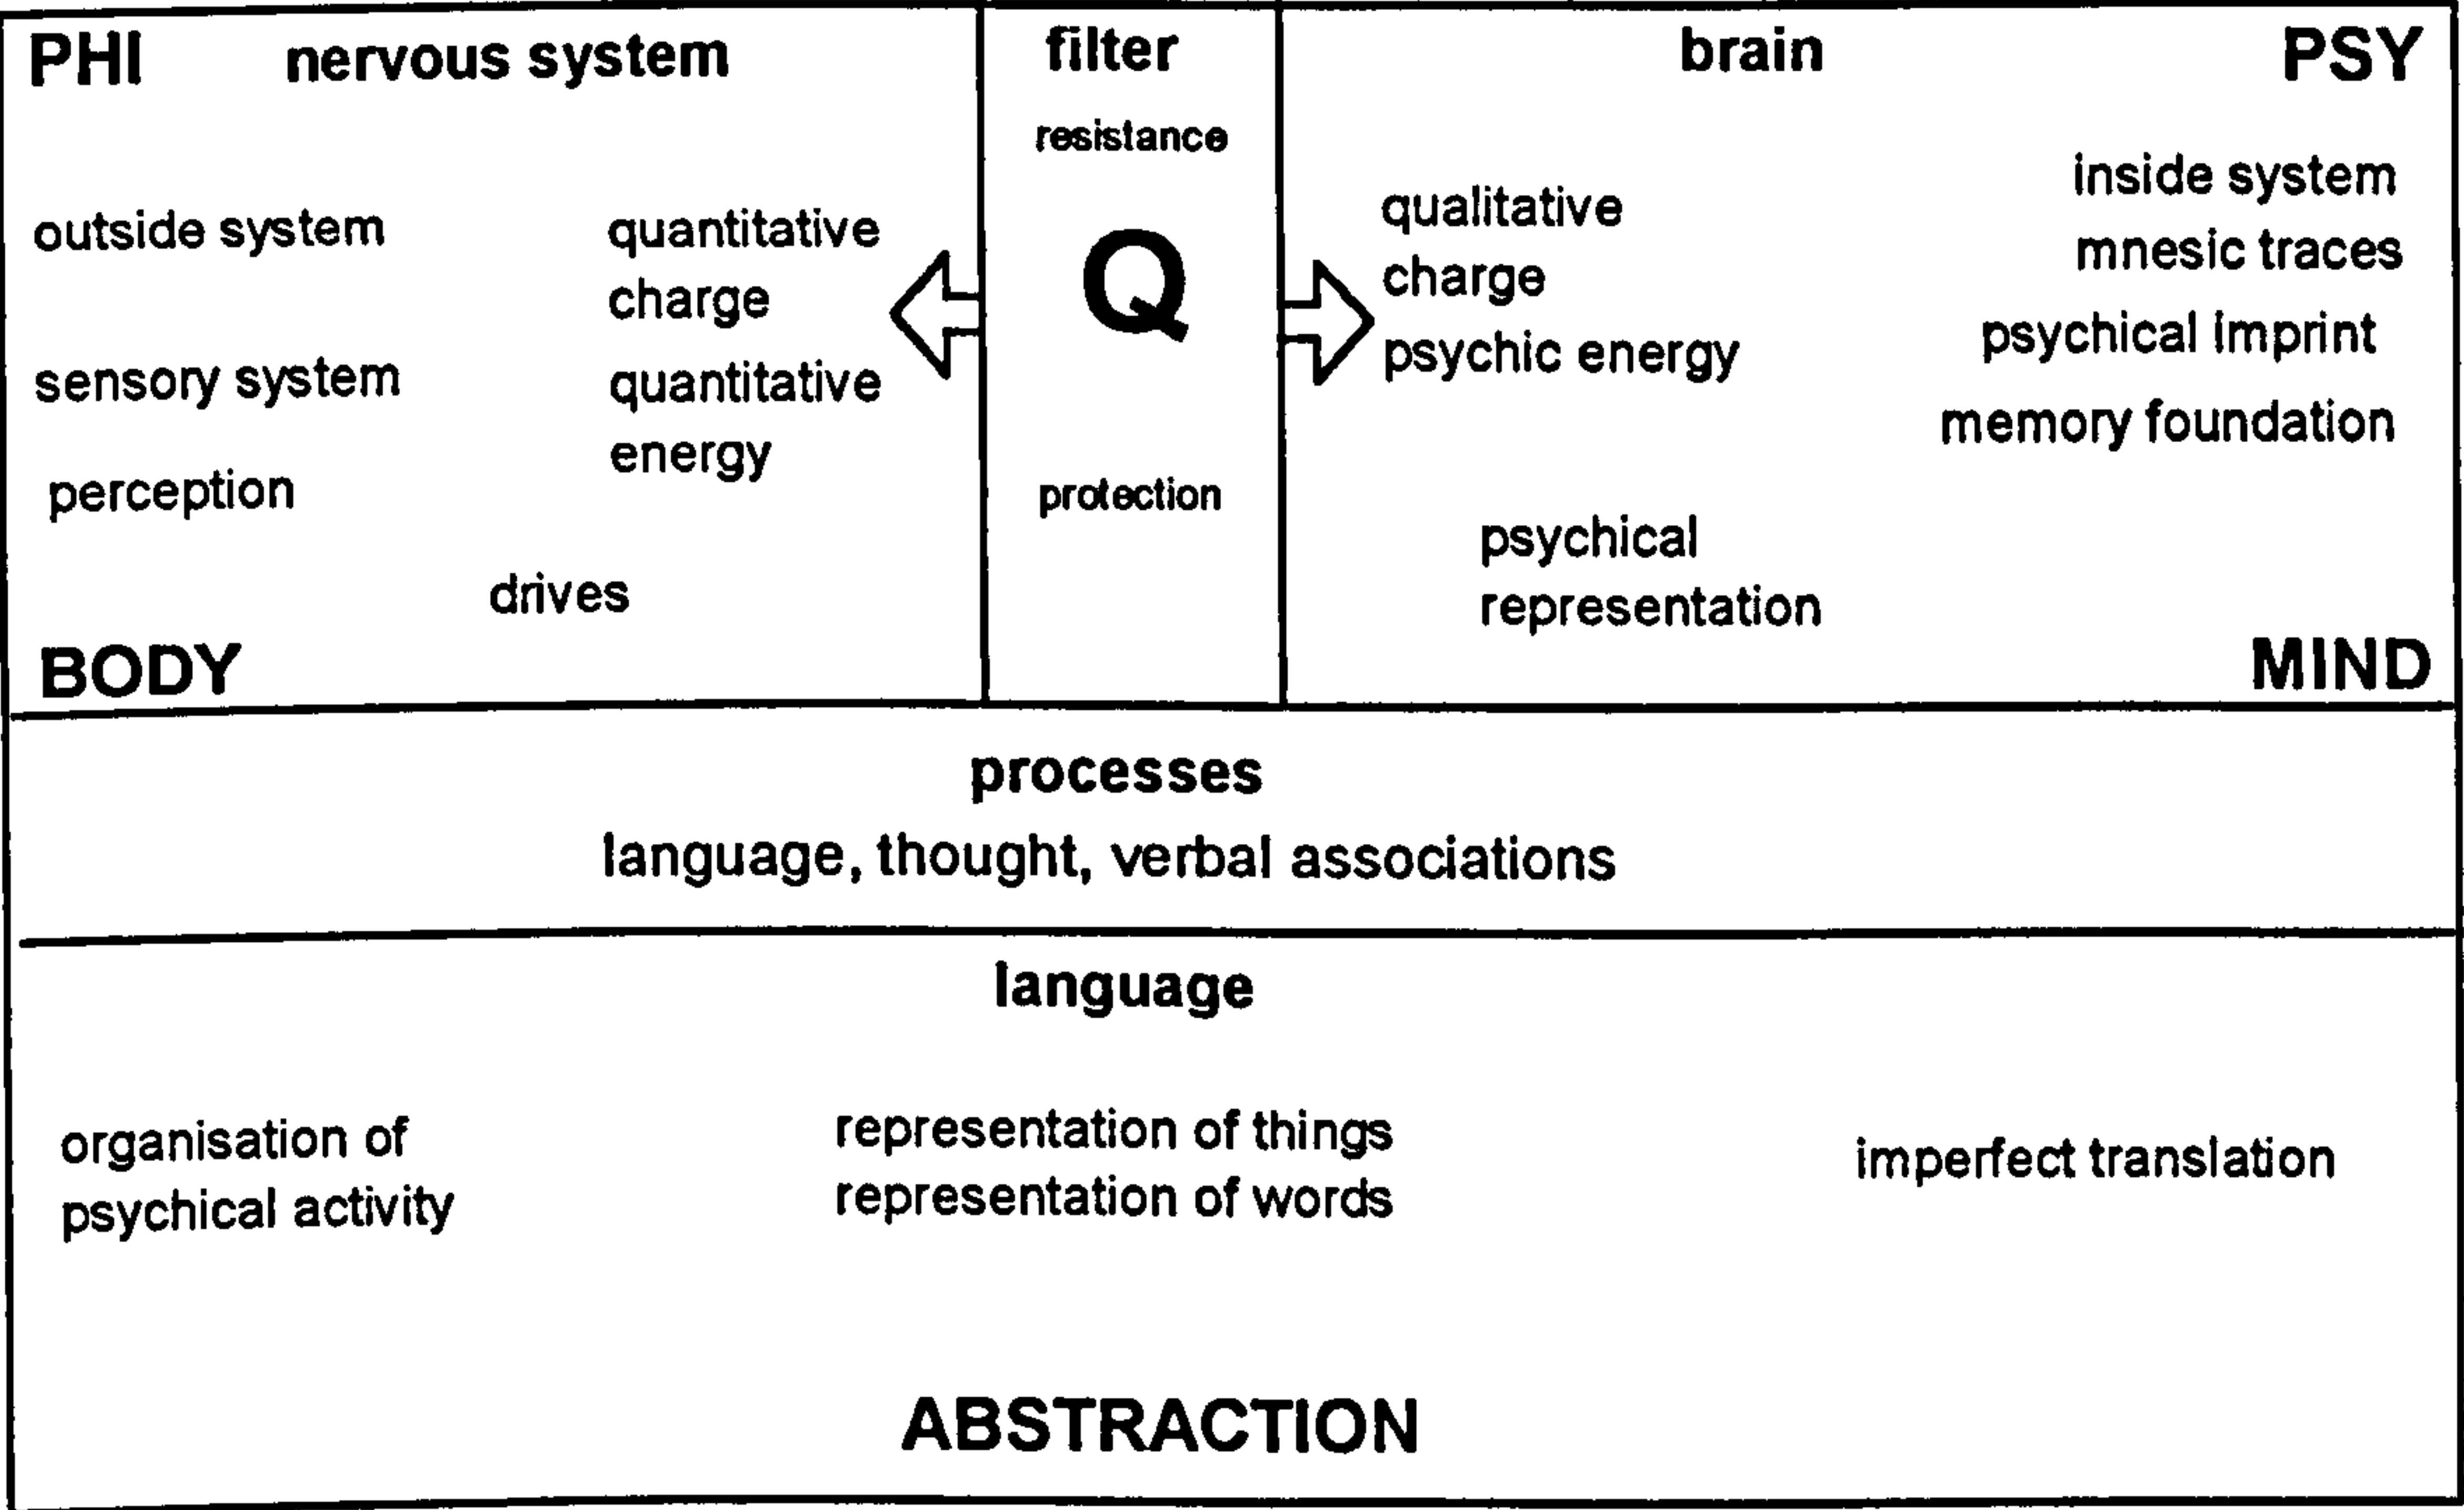 PHI nervous system
outside system
quantitative
charge
sensory system
quantitative
energy
perception
drives
BODY
filter
resistance
Q
protection
brain PSY
qualitative
charge
psychic energy
inside system
mnesic traces
psychical Imprint
memory foundation
psychical
representation
MIND
processes
language, thought, verbal associations
language
organisation of
psychical activity
representation of things
representation of words
imperfect translation
ABSTRACTION